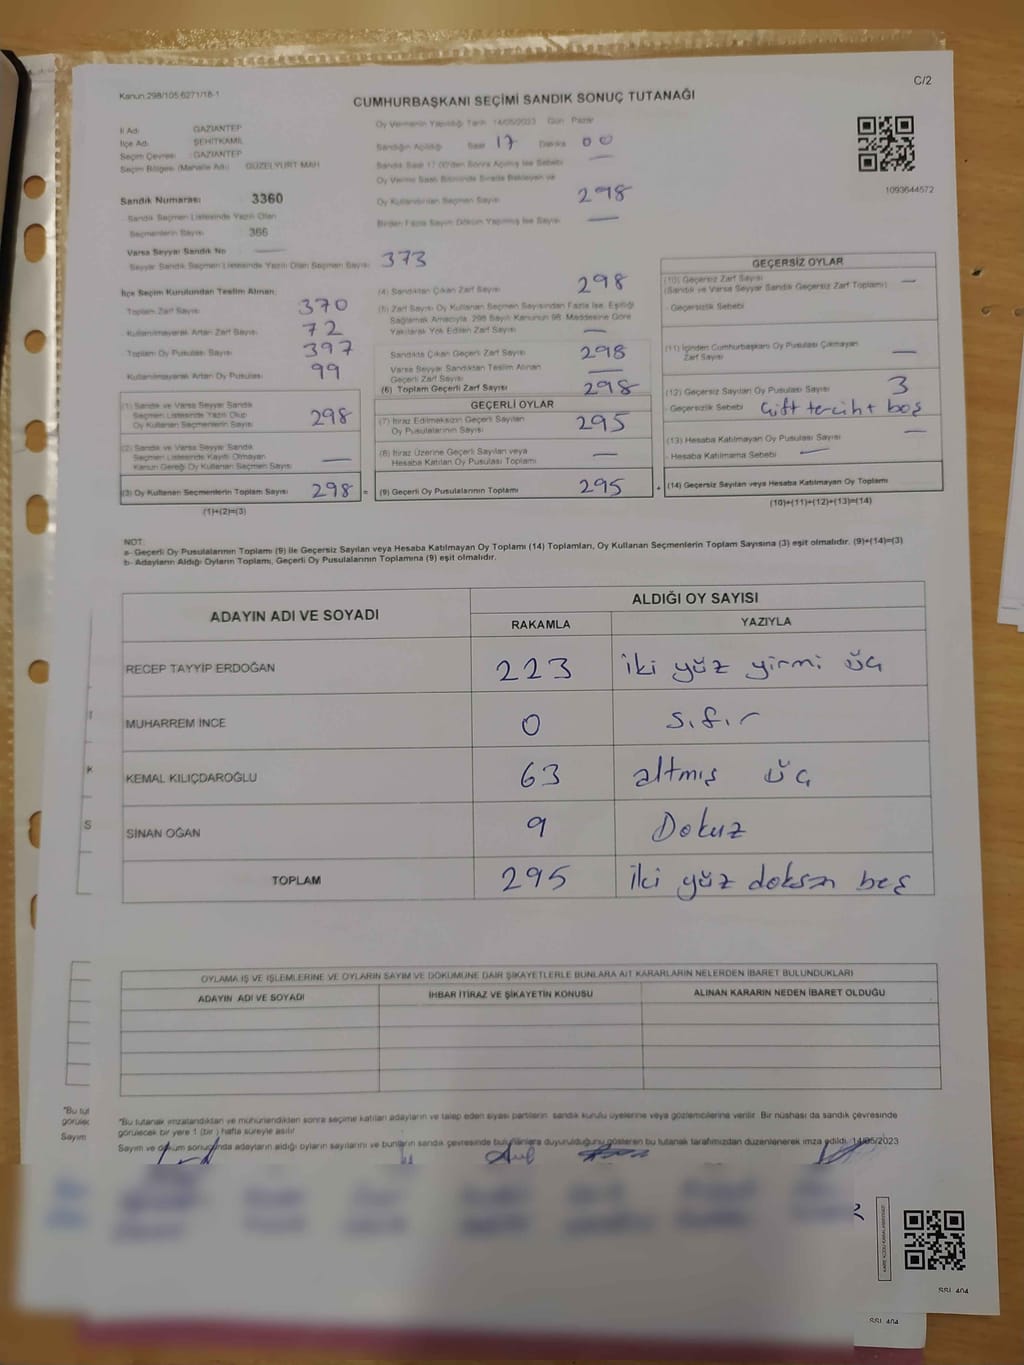 C/2
Kanun 298/105 6271/18-1
CUMHURBAŞKANI SEÇİMİ SANDIK SONUÇ TUTANAĞI
İl Adı: GAZİANTEP
İlçe Adı: ŞEHİTKAMİL
Seçim Çevresi: GAZİANTEP
Seçim Bölgesi (Mahalle Adı): GÜZELYURT MAH
Sandık Numarası: 3360
Sandık Seçmen Listesinde Yazılı Olan
Seçmenlerin Sayısı: 366
Varsa Seyyar Sandık No
Seyyar Sandık Seçmen Listesinde Yazılı Olan Seçmen Sayısı: 373
Oy Vermenin Yapıldığı Tarih 14/05/2023 Gün Pazar
Sandığın Açıldığı Saat 17 Dakika 00
Sandık Saat 17.00'den Sonra Açılmış İse Sebebi —
Oy Verme Saati Bitiminde Sırada Bekleyen ve
Oy Kullandırılan Seçmen Sayısı 298
Birden Fazla Sayım Döküm Yapılmış İse Sayısı —
1093644572
İlçe Seçim Kurulundan Teslim Alınan:
Toplam Zarf Sayısı: 370
Kullanılmayarak Artan Zarf Sayısı: 72
Toplam Oy Pusulası Sayısı: 397
Kullanılmayarak Artan Oy Pusulası: 99
(1) Sandık ve Varsa Seyyar Sandık
Seçmen Listesinde Yazılı Olup
Oy Kullanan Seçmenlerin Sayısı 298
(2) Sandık ve Varsa Seyyar Sandık
Seçmen Listesinde Kayıtlı Olmayan
Kanun Gereği Oy Kullanan Seçmen Sayısı —
(3) Oy Kullanan Seçmenlerin Toplam Sayısı 298 =
(1)+(2)=(3)
(4) Sandıktan Çıkan Zarf Sayısı 298
(5) Zarf Sayısı Oy Kullanan Seçmen Sayısından Fazla İse, Eşitliği
Sağlamak Amacıyla, 298 Sayılı Kanunun 98. Maddesine Göre
Yakılarak Yok Edilen Zarf Sayısı —
Sandıkta Çıkan Geçerli Zarf Sayısı 298
Varsa Seyyar Sandıktan Teslim Alınan
Geçerli Zarf Sayısı —
(6) Toplam Geçerli Zarf Sayısı 298
GEÇERLİ OYLAR
(7) İtiraz Edilmeksizin Geçerli Sayılan
Oy Pusulalarının Sayısı 295
(8) İtiraz Üzerine Geçerli Sayılan veya
Hesaba Katılan Oy Pusulası Toplamı —
(9) Geçerli Oy Pusulalarının Toplamı 295 +
GEÇERSİZ OYLAR
(10) Geçersiz Zarf Sayısı
(Sandık ve Varsa Seyyar Sandık Geçersiz Zarf Toplamı) —
- Geçersizlik Sebebi
(11) İçinden Cumhurbaşkanı Oy Pusulası Çıkmayan
Zarf Sayısı —
(12) Geçersiz Sayılan Oy Pusulası Sayısı 3
- Geçersizlik Sebebi Çift tercih + boş
(13) Hesaba Katılmayan Oy Pusulası Sayısı —
- Hesaba Katılmama Sebebi —
(14) Geçersiz Sayılan veya Hesaba Katılmayan Oy Toplamı
(10)+(11)+(12)+(13)=(14)
NOT:
a- Geçerli Oy Pusulalarının Toplamı (9) ile Geçersiz Sayılan veya Hesaba Katılmayan Oy Toplamı (14) Toplamları, Oy Kullanan Seçmenlerin Toplam Sayısına (3) eşit olmalıdır. (9)+(14)=(3)
b- Adayların Aldığı Oyların Toplamı, Geçerli Oy Pusulalarının Toplamına (9) eşit olmalıdır.
ADAYIN ADI VE SOYADI ALDIĞI OY SAYISI
RAKAMLA YAZIYLA
RECEP TAYYİP ERDOĞAN 223 iki yüz yirmi üç
MUHARREM İNCE 0 sıfır
KEMAL KILIÇDAROĞLU 63 altmış üç
SİNAN OĞAN 9 Dokuz
TOPLAM 295 iki yüz doksan beş
OYLAMA İŞ VE İŞLEMLERİNE VE OYLARIN SAYIM VE DÖKÜMÜNE DAİR ŞİKAYETLERLE BUNLARA AİT KARARLARIN NELERDEN İBARET BULUNDUKLARI
ADAYIN ADI VE SOYADI İHBAR İTİRAZ VE ŞİKAYETİN KONUSU ALINAN KARARIN NEDEN İBARET OLDUĞU
*Bu tutanak imzalandıktan ve mühürlendikten sonra seçime katılan adayların ve talep eden siyasi partilerin sandık kurulu üyelerine veya gözlemcilerine verilir. Bir nüshası da sandık çevresinde
görülecek bir yere 1 (bir) hafta süreyle asılır
Sayım ve döküm sonucunda adayların aldığı oyların sayılarını ve bunların sandık çevresinde bulunanlara duyurulduğunu gösteren bu tutanak tarafımızdan düzenlenerek imza edildi. 14/05/2023
SSL 404
SSL 404